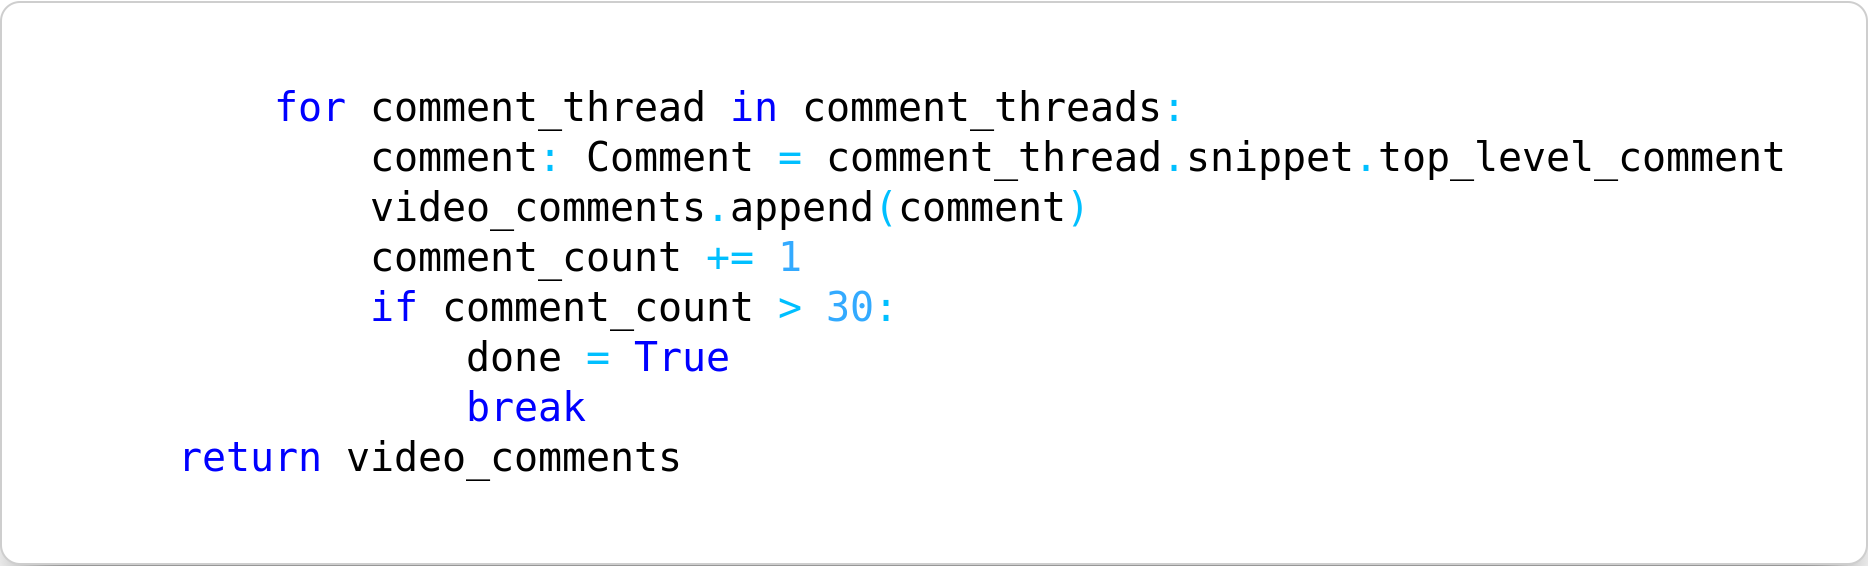 for comment_thread in comment_threads:
            comment: Comment = comment_thread.snippet.top_level_comment
            video_comments.append(comment)
            comment_count += 1
            if comment_count > 30:
                done = True
                break
    return video_comments